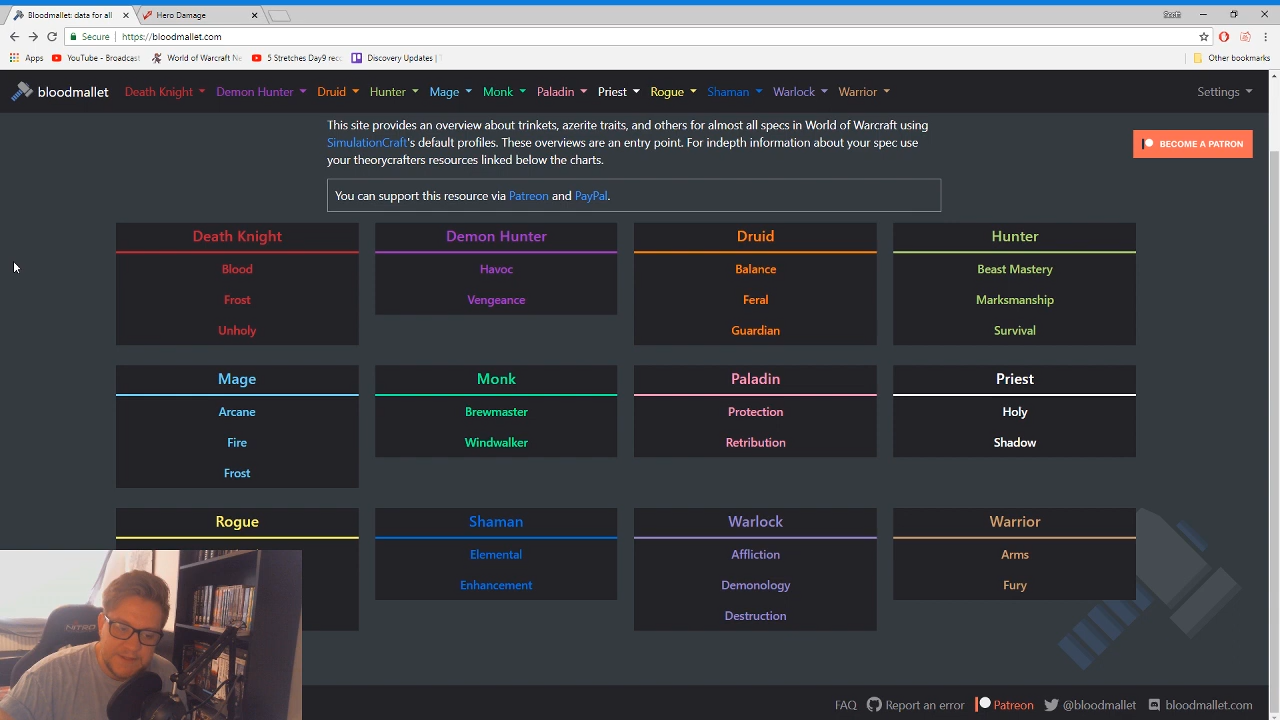 Bloodmallet: data for all
Hero Damage
Secure
https://bloodmallet.com
Apps
YouTube - Broadcast
World of Warcraft Ne
5 Stretches Day9 rec
Discovery Updates |
Other bookmarks
bloodmallet
Death Knight
Demon Hunter
Druid
Hunter
Mage
Monk
Paladin
Priest
Rogue
Shaman
Warlock
Warrior
Settings
This site provides an overview about trinkets, azerite traits, and others for almost all specs in World of Warcraft using
SimulationCraft's default profiles. These overviews are an entry point. For indepth information about your spec use
your theorycrafters resources linked below the charts.
BECOME A PATRON
You can support this resource via Patreon and PayPal.
Death Knight
Blood
Frost
Unholy
Demon Hunter
Havoc
Vengeance
Druid
Balance
Feral
Guardian
Hunter
Beast Mastery
Marksmanship
Survival
Mage
Arcane
Fire
Frost
Monk
Brewmaster
Windwalker
Paladin
Protection
Retribution
Priest
Holy
Shadow
Rogue
Shaman
Elemental
Enhancement
Warlock
Affliction
Demonology
Destruction
Warrior
Arms
Fury
NITRO
FAQ
Report an error
Patreon
@bloodmallet
bloodmallet.com